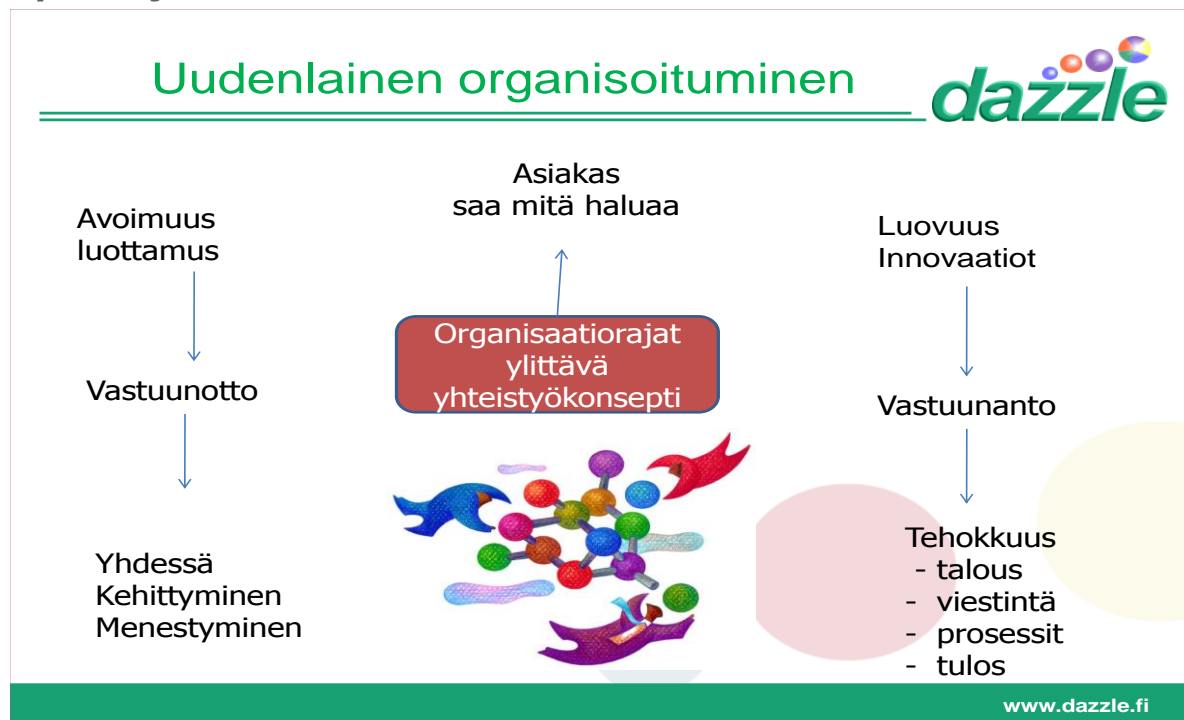 Uudenlainen organisoituminen
dazzle
Avoimuus
luottamus
Vastuunotto
Yhdessä
Kehittyminen
Menestyminen
Asiakas
saa mitä haluaa
Organisaatiorajat
ylittävä
yhteistyökonsepti
Luovuus
Innovaatiot
Vastuunanto
Tehokkuus
- talous
- viestintä
- prosessit
- tulos
www.dazzle.fi